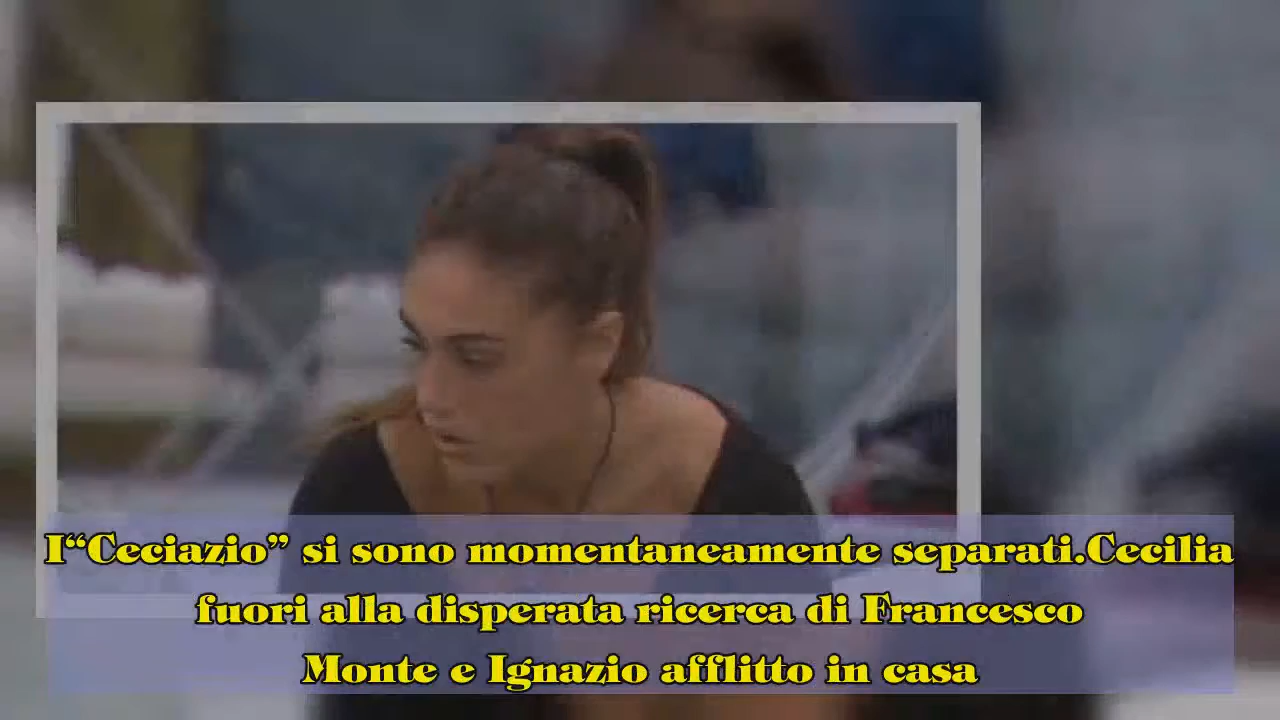 I“Ceciazio” si sono momentaneamente separati.Cecilia
fuori alla disperata ricerca di Francesco
Monte e Ignazio afflitto in casa